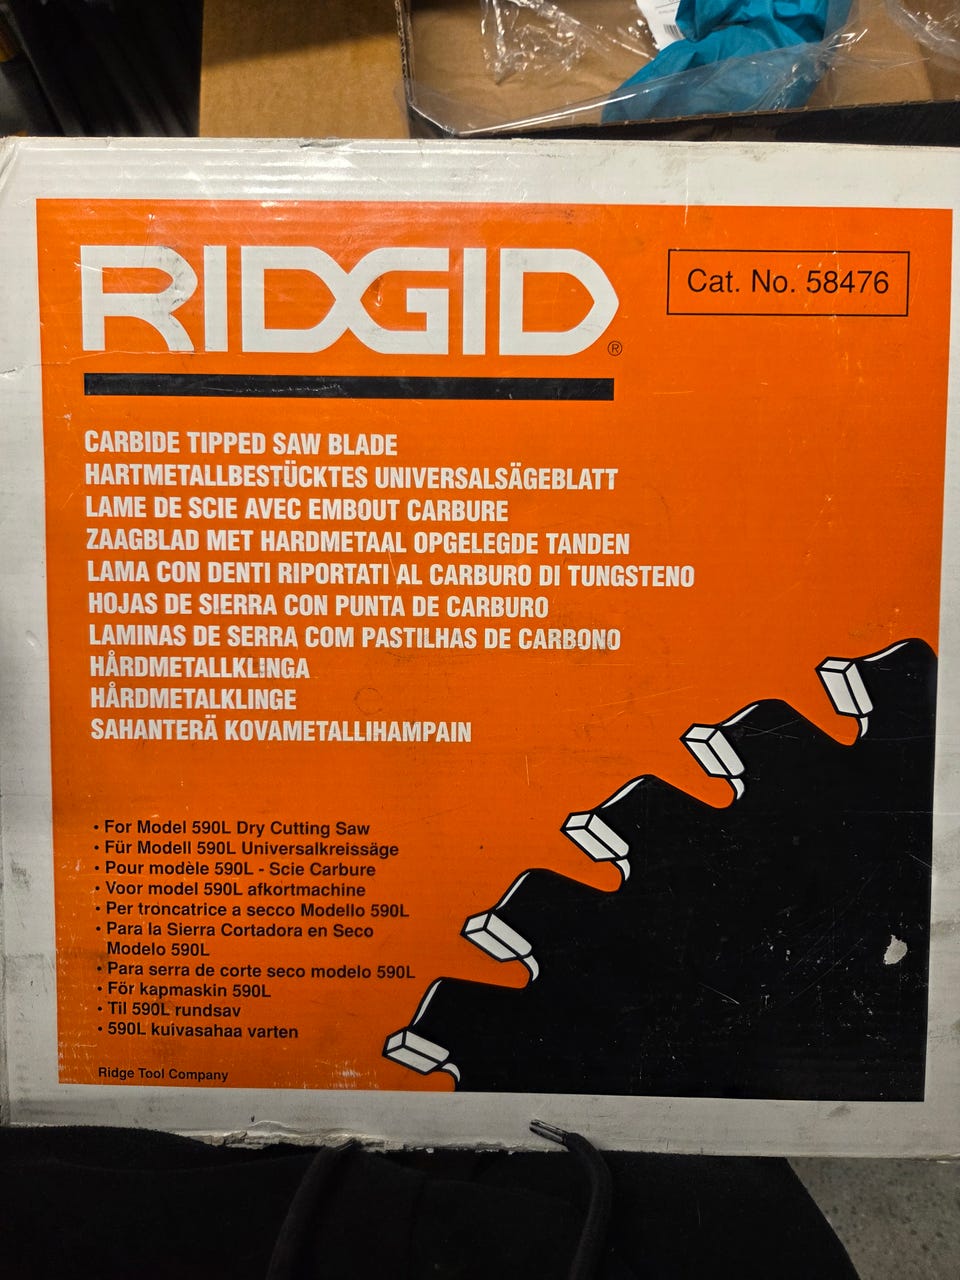 RIDGID®
Cat. No. 58476
CARBIDE TIPPED SAW BLADE
HARTMETALLBESTÜCKTES UNIVERSALSÄGEBLATT
LAME DE SCIE AVEC EMBOUT CARBURE
ZAAGBLAD MET HARDMETAAL OPGELEGDE TANDEN
LAMA CON DENTI RIPORTATI AL CARBURO DI TUNGSTENO
HOJAS DE SIERRA CON PUNTA DE CARBURO
LAMINAS DE SERRA COM PASTILHAS DE CARBONO
HÅRDMETALLKLINGA
HÅRDMETALKLINGE
SAHANTERÄ KOVAMETALLIHAMPAIN
• For Model 590L Dry Cutting Saw
• Für Modell 590L Universalkreissäge
• Pour modèle 590L - Scie Carbure
• Voor model 590L afkortmachine
• Per troncatrice a secco Modello 590L
• Para la Sierra Cortadora en Seco
Modelo 590L
• Para serra de corte seco modelo 590L
• För kapmaskin 590L
• Til 590L rundsav
• 590L kuivasahaa varten
Ridge Tool Company